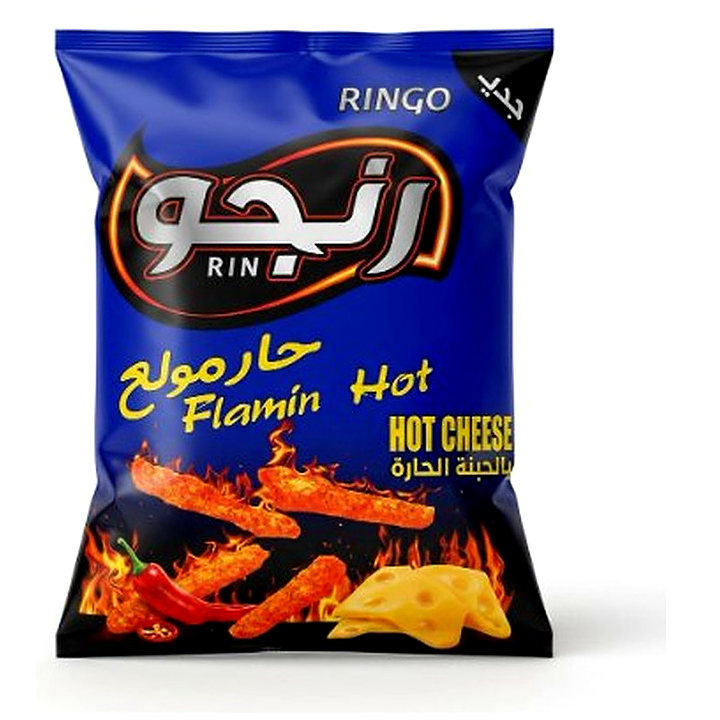 RINGO
جديد
رنجو
RIN
حار مولع
Flamin Hot
HOT CHEESE
بالجبنة الحارة